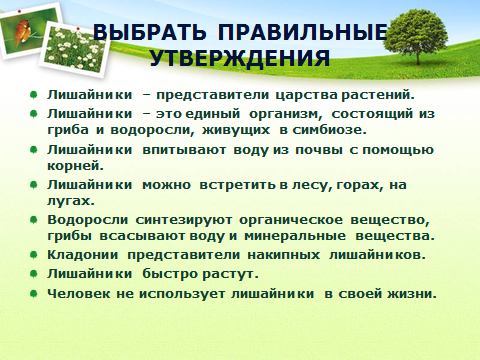 ВЫБРАТЬ ПРАВИЛЬНЫЕ
УТВЕРЖДЕНИЯ
Лишайники – представители царства растений.
Лишайники – это единый организм, состоящий из
гриба и водоросли, живущих в симбиозе.
Лишайники впитывают воду из почвы с помощью
корней.
Лишайники можно встретить в лесу, горах, на
лугах.
Водоросли синтезируют органическое вещество,
грибы всасывают воду и минеральные вещества.
Кладонии представители накипных лишайников.
Лишайники быстро растут.
Человек не использует лишайники в своей жизни.